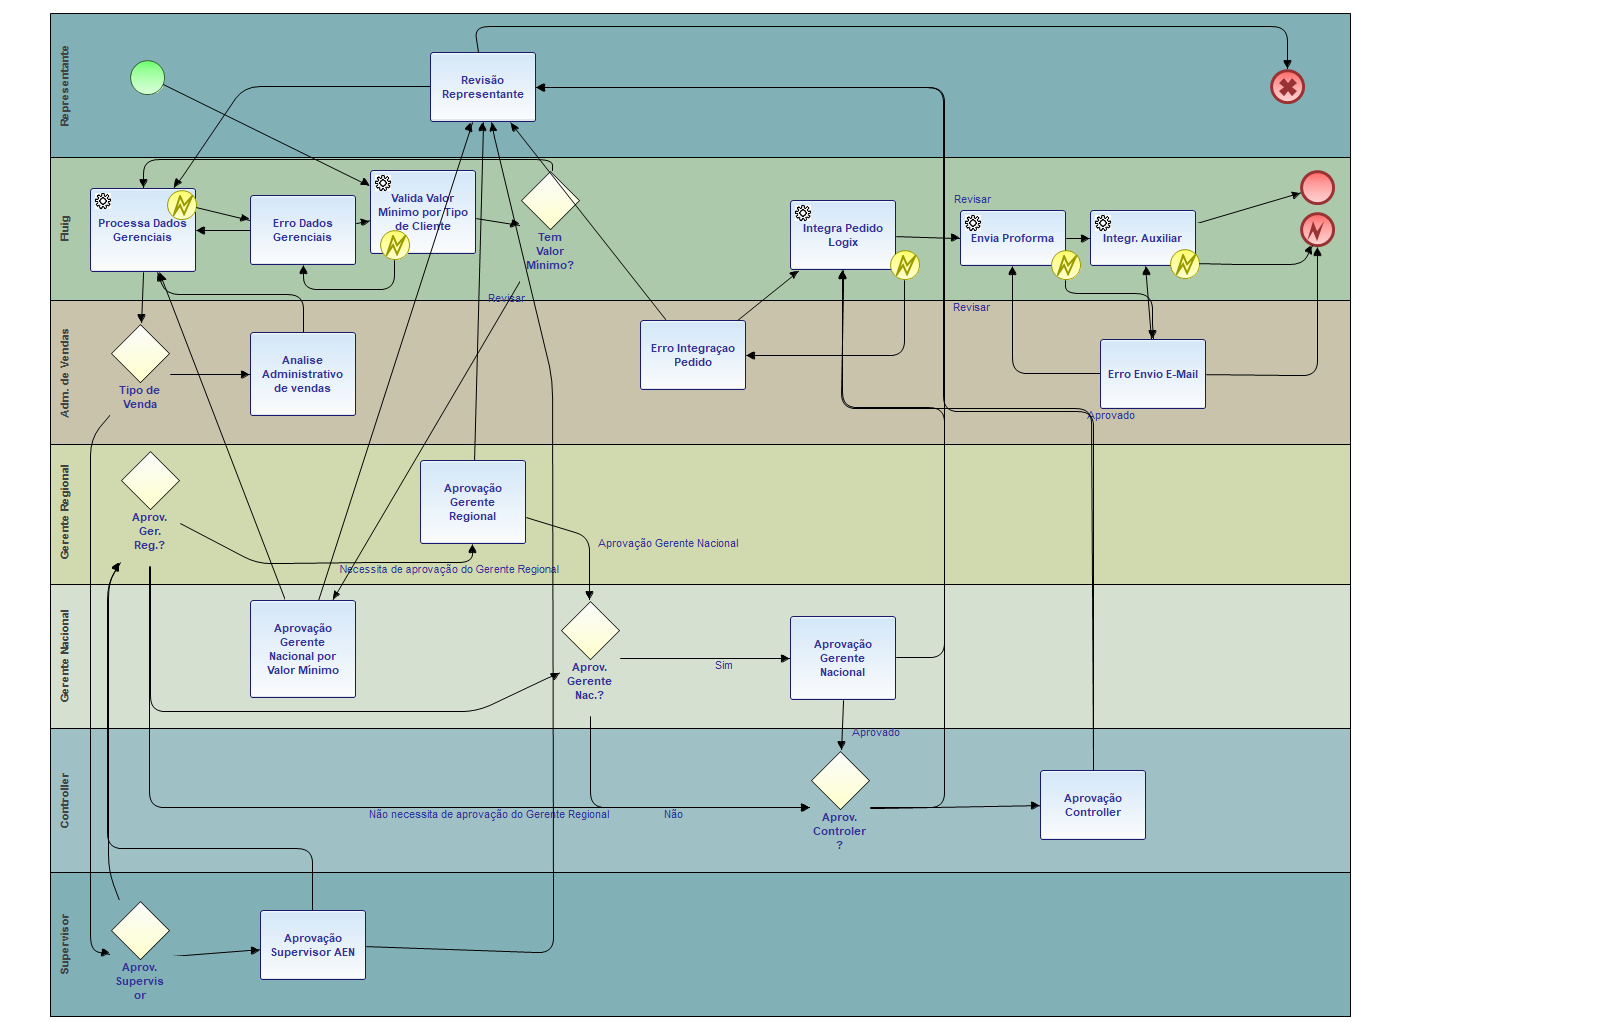 Representante
Revisão
Representante
Fluig
Processa Dados
Gerenciais
Erro Dados
Gerenciais
Valida Valor
Mínimo por Tipo
de Cliente
Tem
Valor
Mínimo?
Revisar
Integra Pedido
Logix
Revisar
Envia Proforma
Integr. Auxiliar
Revisar
Adm. de Vendas
Tipo de
Venda
Analise
Administrativo
de vendas
Erro Integraçao
Pedido
Erro Envio E-Mail
Aprovado
Gerente Regional
Aprov.
Ger.
Reg.?
Aprovação
Gerente
Regional
Necessita de aprovação do Gerente Regional
Aprovação Gerente Nacional
Gerente Nacional
Aprovação
Gerente
Nacional por
Valor Mínimo
Aprov.
Gerente
Nac.?
Sim
Aprovação
Gerente
Nacional
Aprovado
Controller
Não necessita de aprovação do Gerente Regional
Não
Aprov.
Controler
?
Aprovação
Controller
Supervisor
Aprov.
Supervis
or
Aprovação
Supervisor AEN